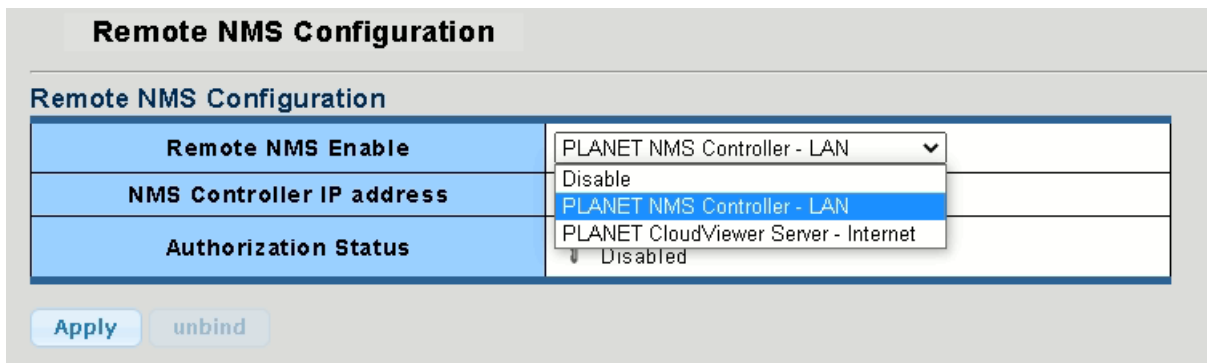 Remote NMS Configuration
Remote NMS Configuration
Remote NMS Enable
PLANET NMS Controller - LAN
Disable
PLANET NMS Controller - LAN
PLANET CloudViewer Server - Internet
NMS Controller IP address
Authorization Status
Disabled
Apply
unbind